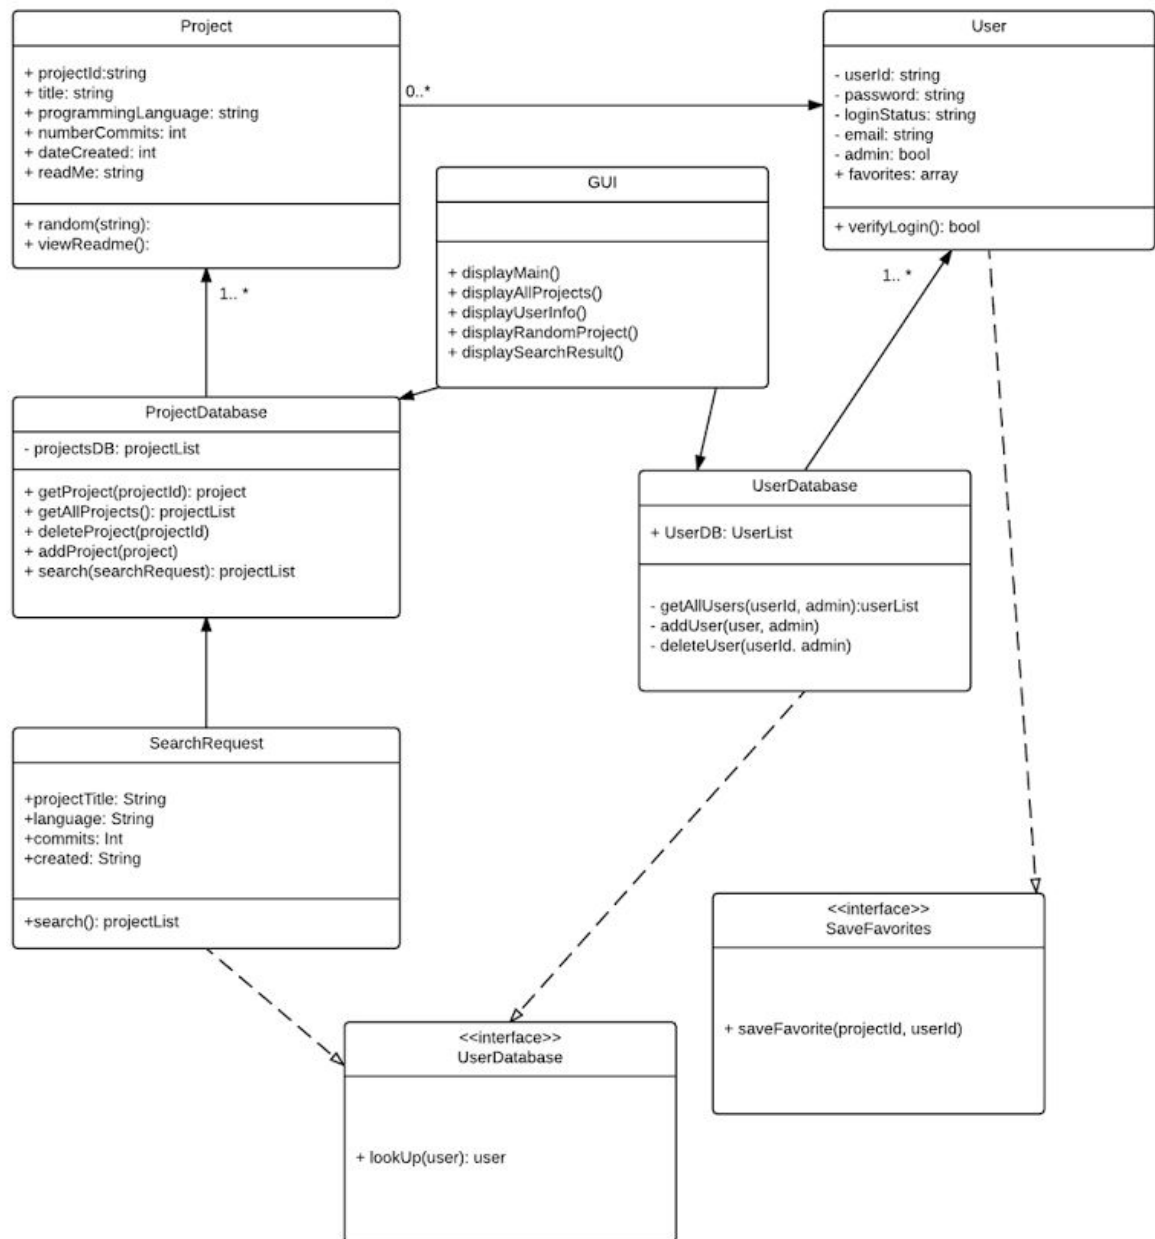 Project
+ projectId:string
+ title: string
+ programmingLanguage: string
+ numberCommits: int
+ dateCreated: int
+ readMe: string
+ random(string):
+ viewReadme():
0..*
User
- userId: string
- password: string
- loginStatus: string
- email: string
- admin: bool
+ favorites: array
+ verifyLogin(): bool
GUI
+ displayMain()
+ displayAllProjects()
+ displayUserInfo()
+ displayRandomProject()
+ displaySearchResult()
1.. *
1.. *
ProjectDatabase
- projectsDB: projectList
+ getProject(projectId): project
+ getAllProjects(): projectList
+ deleteProject(projectId)
+ addProject(project)
+ search(searchRequest): projectList
UserDatabase
+ UserDB: UserList
- getAllUsers(userId, admin):userList
- addUser(user, admin)
- deleteUser(userId. admin)
SearchRequest
+projectTitle: String
+language: String
+commits: Int
+created: String
+search(): projectList
<<interface>>
SaveFavorites
+ saveFavorite(projectId, userId)
<<interface>>
UserDatabase
+ lookUp(user): user